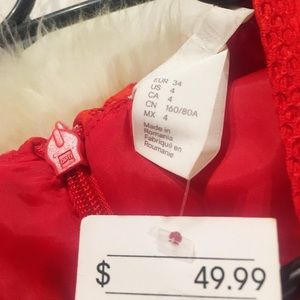 EUR 34
US 4
CA 4
CN 160/80A
MX 4
Made in
Romania
Fabriqué en
Roumanie
$ 49.99